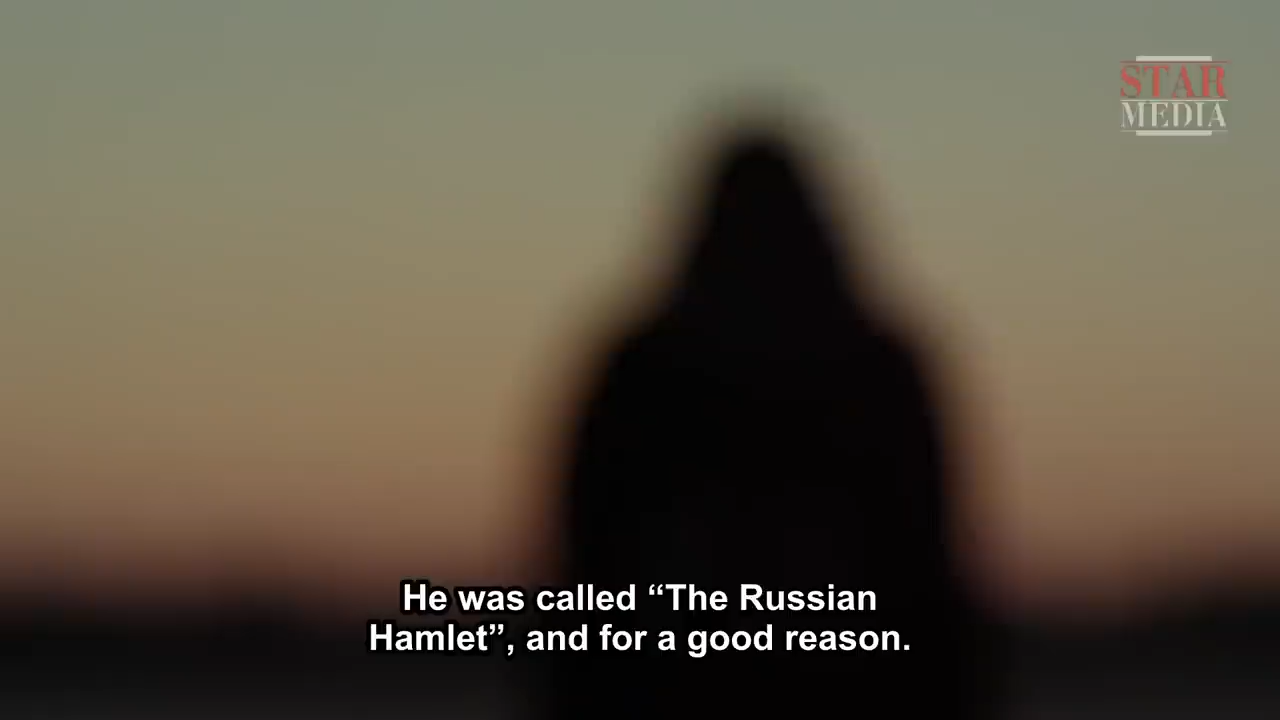 STAR
MEDIA
He was called “The Russian
Hamlet”, and for a good reason.